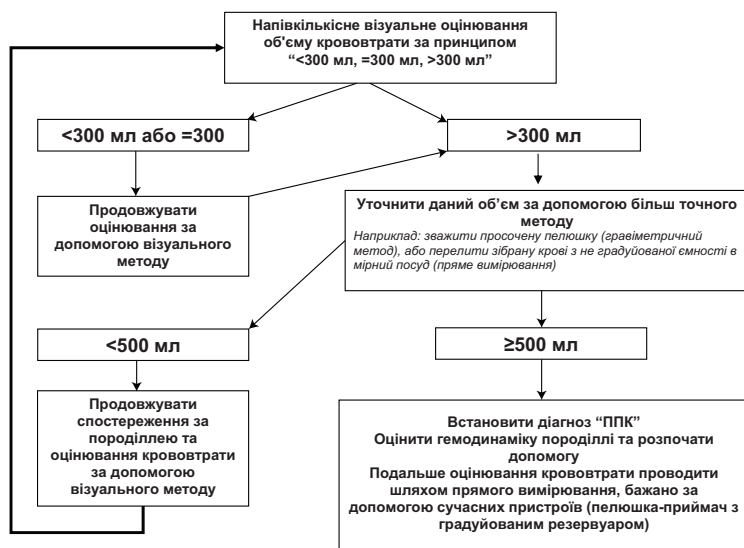 Напівкількісне візуальне оцінювання
об'єму крововтрати за принципом
“<300 мл, =300 мл, >300 мл”
<300 мл або =300
>300 мл
Продовжувати
оцінювання за
допомогою візуального
методу
Уточнити даний об’єм за допомогою більш точного
методу
Наприклад: зважити просочену пелюшку (гравіметричний
метод), або перелити зібрану крові з не градуйованої ємності в
мірний посуд (пряме вимірювання)
<500 мл
≥500 мл
Продовжувати
спостереження за
породіллею та
оцінювання крововтрати
за допомогою
візуального методу
Встановити діагноз “ППК”
Оцінити гемодинаміку породіллі та розпочати
допомогу
Подальше оцінювання крововтрати проводити
шляхом прямого вимірювання, бажано за
допомогою сучасних пристроїв (пелюшка-приймач з
градуйованим резервуаром)